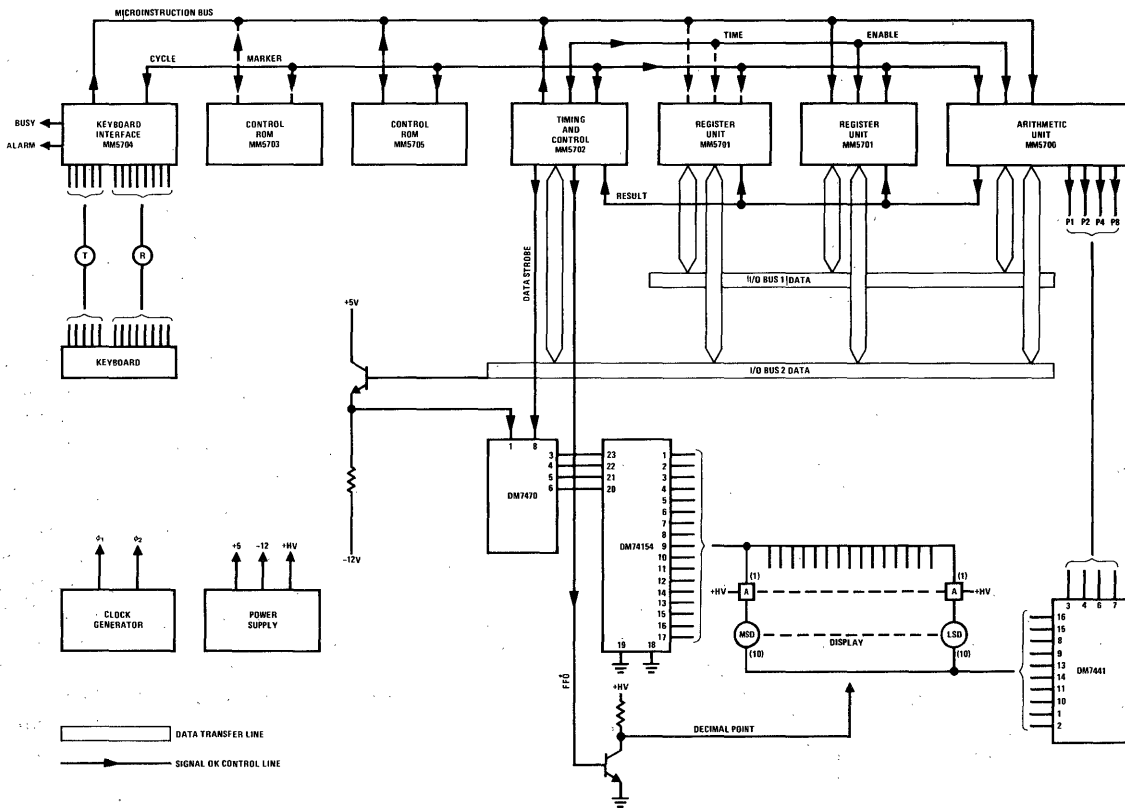 MICROINSTRUCTION BUS
TIME
ENABLE
CYCLE
MARKER
BUSY
ALARM
KEYBOARD
INTERFACE
MM5704
CONTROL
ROM
MM5703
CONTROL
ROM
MM5705
TIMING
AND
CONTROL
MM5702
REGISTER
UNIT
MM5701
REGISTER
UNIT
MM5701
ARITHMETIC
UNIT
MM5700
RESULT
P1 P2 P4 P8
T
R
DATA STROBE
I/O BUS 1 DATA
+5V
KEYBOARD
I/O BUS 2 DATA
1 8
3
4
5
6
DM7470
23
22
21
20
1
2
3
4
5
6
7
8
9
10
11
12
14
13
15
16
17
DM74154
19 18
-12V
ϕ1 ϕ2
+5 -12 +HV
CLOCK
GENERATOR
POWER
SUPPLY
(1) (1)
+HV A A +HV
MSD LSD
DISPLAY
(10) (10)
3 4 6 7
16
15
8
9
13
14
11
10
1
2
DM7441
+HV
DECIMAL POINT
DATA TRANSFER LINE
SIGNAL OK CONTROL LINE